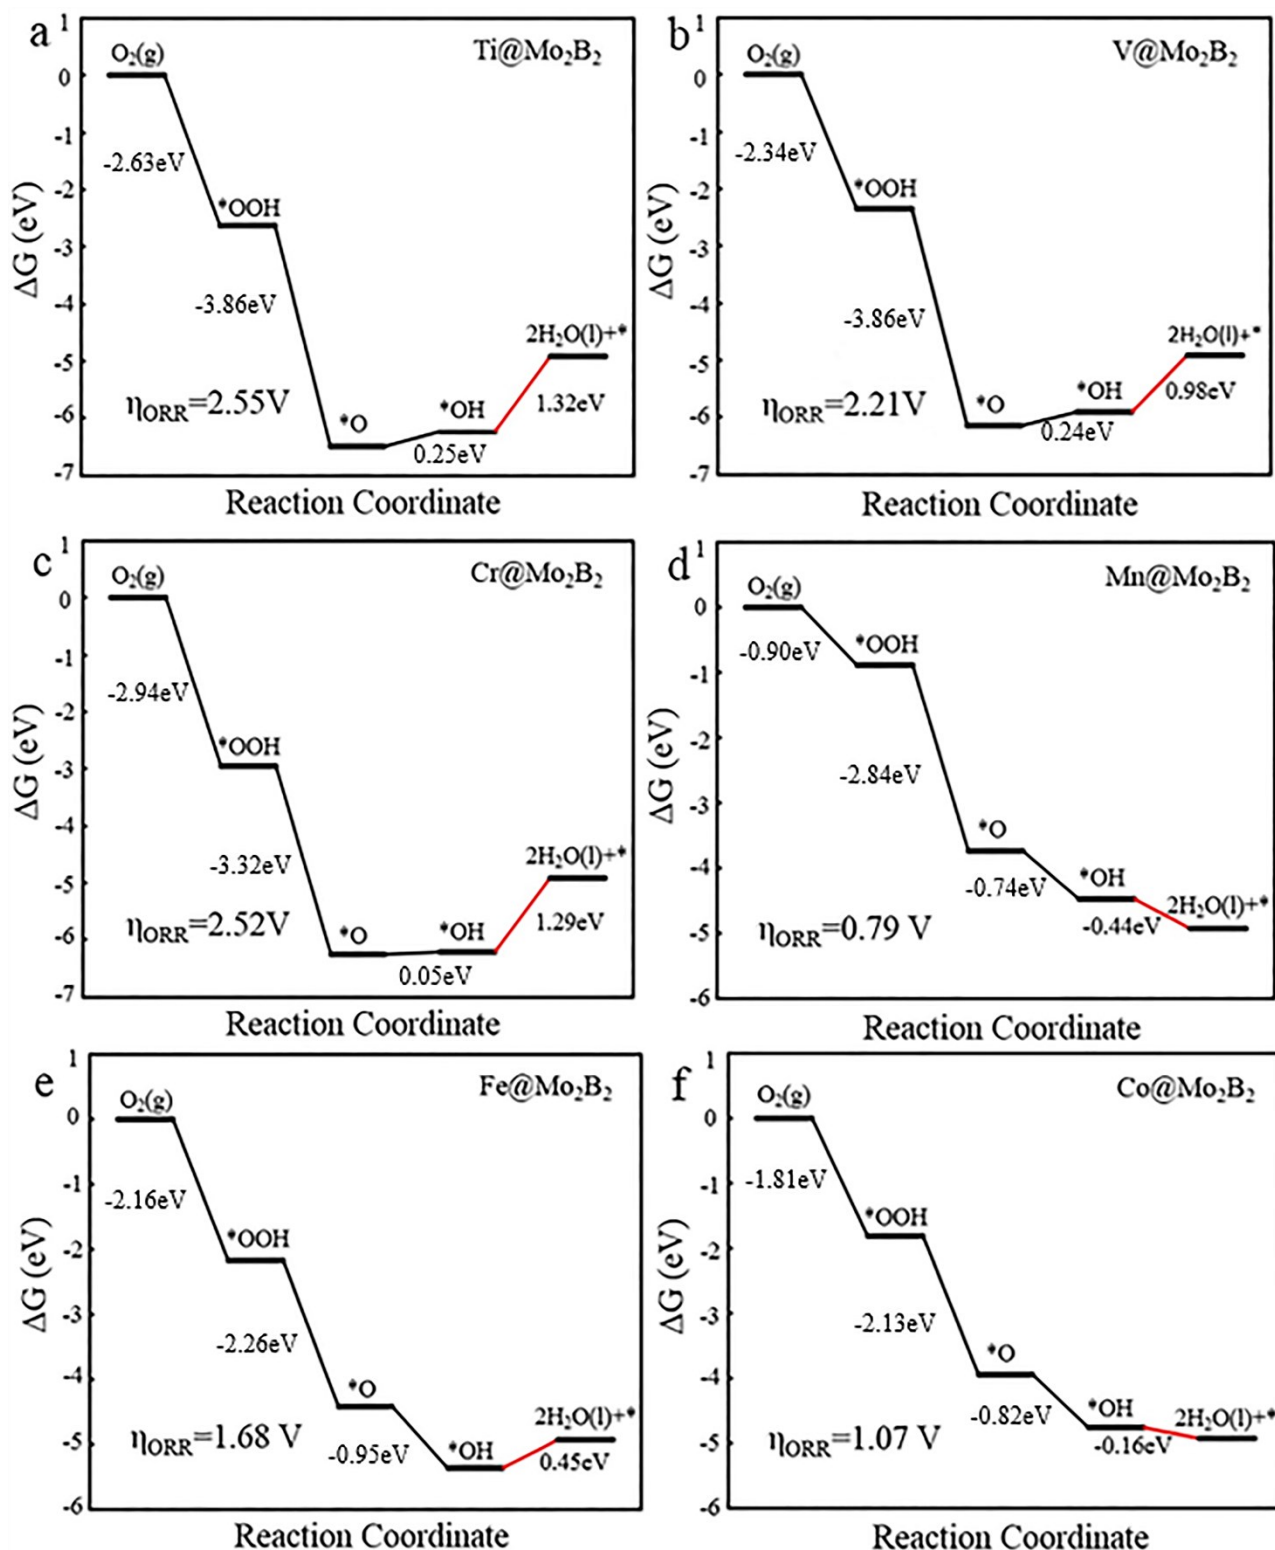 a
Ti@Mo₂B₂
ΔG (eV)
1
0
-1
-2
-3
-4
-5
-6
-7
O₂(g)
-2.63eV
*OOH
-3.86eV
*O
0.25eV
*OH
1.32eV
2H₂O(l)+*
ηORR=2.55V
Reaction Coordinate
b
V@Mo₂B₂
ΔG (eV)
1
0
-1
-2
-3
-4
-5
-6
-7
O₂(g)
-2.34eV
*OOH
-3.86eV
*O
0.24eV
*OH
0.98eV
2H₂O(l)+*
ηORR=2.21V
Reaction Coordinate
c
Cr@Mo₂B₂
ΔG (eV)
1
0
-1
-2
-3
-4
-5
-6
-7
O₂(g)
-2.94eV
*OOH
-3.32eV
*O
0.05eV
*OH
1.29eV
2H₂O(l)+*
ηORR=2.52V
Reaction Coordinate
d
Mn@Mo₂B₂
ΔG (eV)
1
0
-1
-2
-3
-4
-5
-6
O₂(g)
-0.90eV
*OOH
-2.84eV
*O
-0.74eV
*OH
-0.44eV
2H₂O(l)+*
ηORR=0.79 V
Reaction Coordinate
e
Fe@Mo₂B₂
ΔG (eV)
1
0
-1
-2
-3
-4
-5
-6
O₂(g)
-2.16eV
*OOH
-2.26eV
*O
-0.95eV
*OH
0.45eV
2H₂O(l)+*
ηORR=1.68 V
Reaction Coordinate
f
Co@Mo₂B₂
ΔG (eV)
1
0
-1
-2
-3
-4
-5
-6
O₂(g)
-1.81eV
*OOH
-2.13eV
*O
-0.82eV
*OH
-0.16eV
2H₂O(l)+*
ηORR=1.07 V
Reaction Coordinate